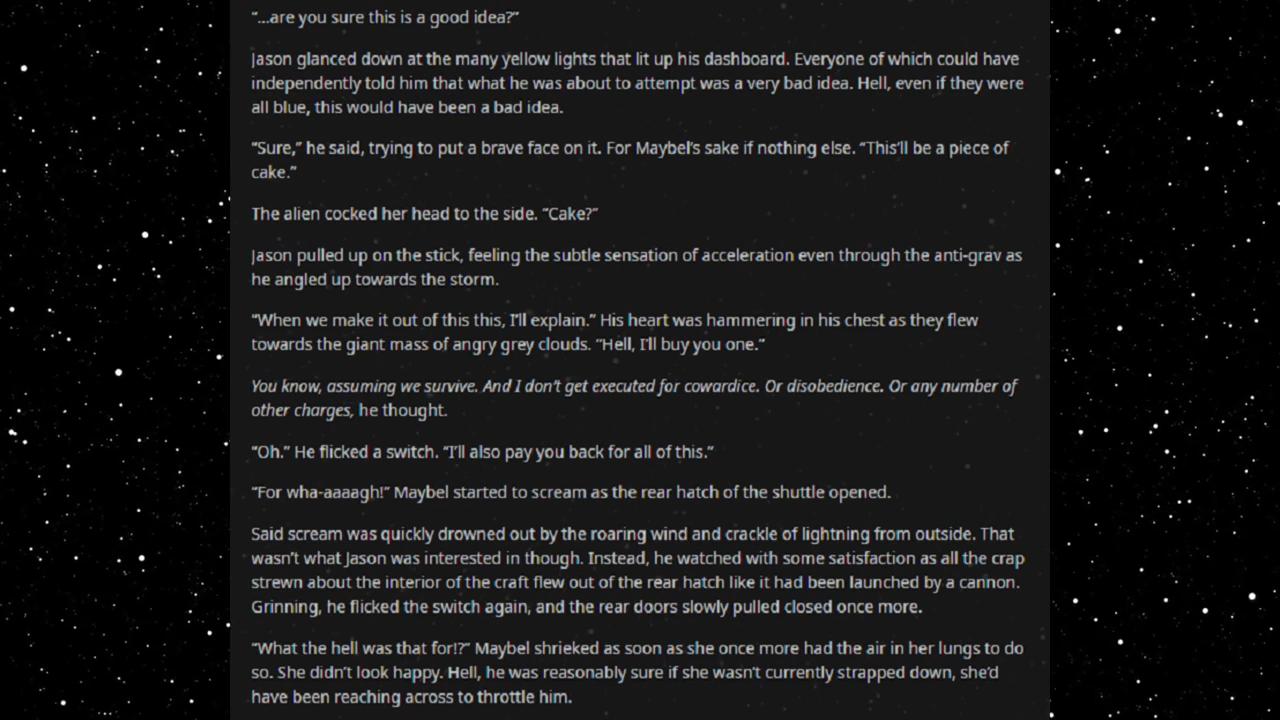 “...are you sure this is a good idea?”
Jason glanced down at the many yellow lights that lit up his dashboard. Everyone of which could have
independently told him that what he was about to attempt was a very bad idea. Hell, even if they were
all blue, this would have been a bad idea.
“Sure,” he said, trying to put a brave face on it. For Maybel’s sake if nothing else. “This’ll be a piece of
cake.”
The alien cocked her head to the side. “Cake?”
Jason pulled up on the stick, feeling the subtle sensation of acceleration even through the anti-grav as
he angled up towards the storm.
“When we make it out of this this, I’ll explain.” His heart was hammering in his chest as they flew
towards the giant mass of angry grey clouds. “Hell, I’ll buy you one.”
You know, assuming we survive. And I don’t get executed for cowardice. Or disobedience. Or any number of
other charges, he thought.
“Oh.” He flicked a switch. “I’ll also pay you back for all of this.”
“For wha-aaaagh!” Maybel started to scream as the rear hatch of the shuttle opened.
Said scream was quickly drowned out by the roaring wind and crackle of lightning from outside. That
wasn’t what Jason was interested in though. Instead, he watched with some satisfaction as all the crap
strewn about the interior of the craft flew out of the rear hatch like it had been launched by a cannon.
Grinning, he flicked the switch again, and the rear doors slowly pulled closed once more.
“What the hell was that for!?” Maybel shrieked as soon as she once more had the air in her lungs to do
so. She didn’t look happy. Hell, he was reasonably sure if she wasn’t currently strapped down, she’d
have been reaching across to throttle him.